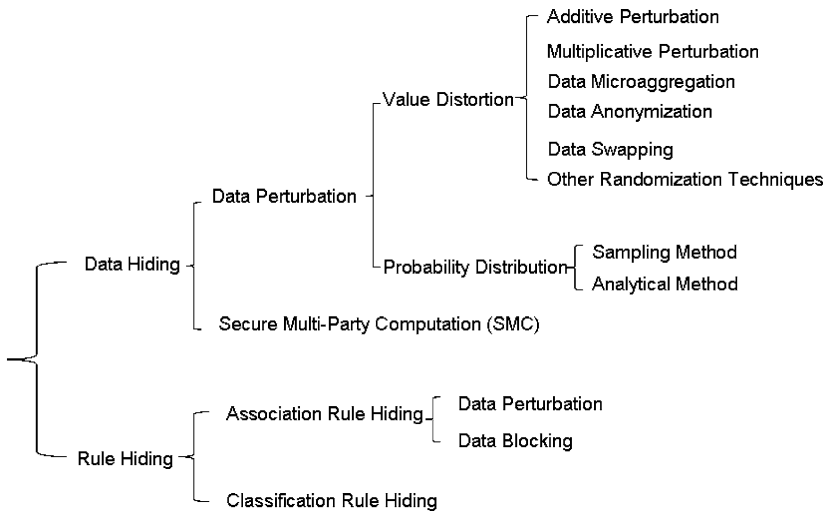 Additive Perturbation
Multiplicative Perturbation
Data Microaggregation
Value Distortion
Data Anonymization
Data Swapping
Other Randomization Techniques
Data Perturbation
Data Hiding
Probability Distribution
Sampling Method
Analytical Method
Secure Multi-Party Computation (SMC)
Association Rule Hiding
Data Perturbation
Data Blocking
Rule Hiding
Classification Rule Hiding